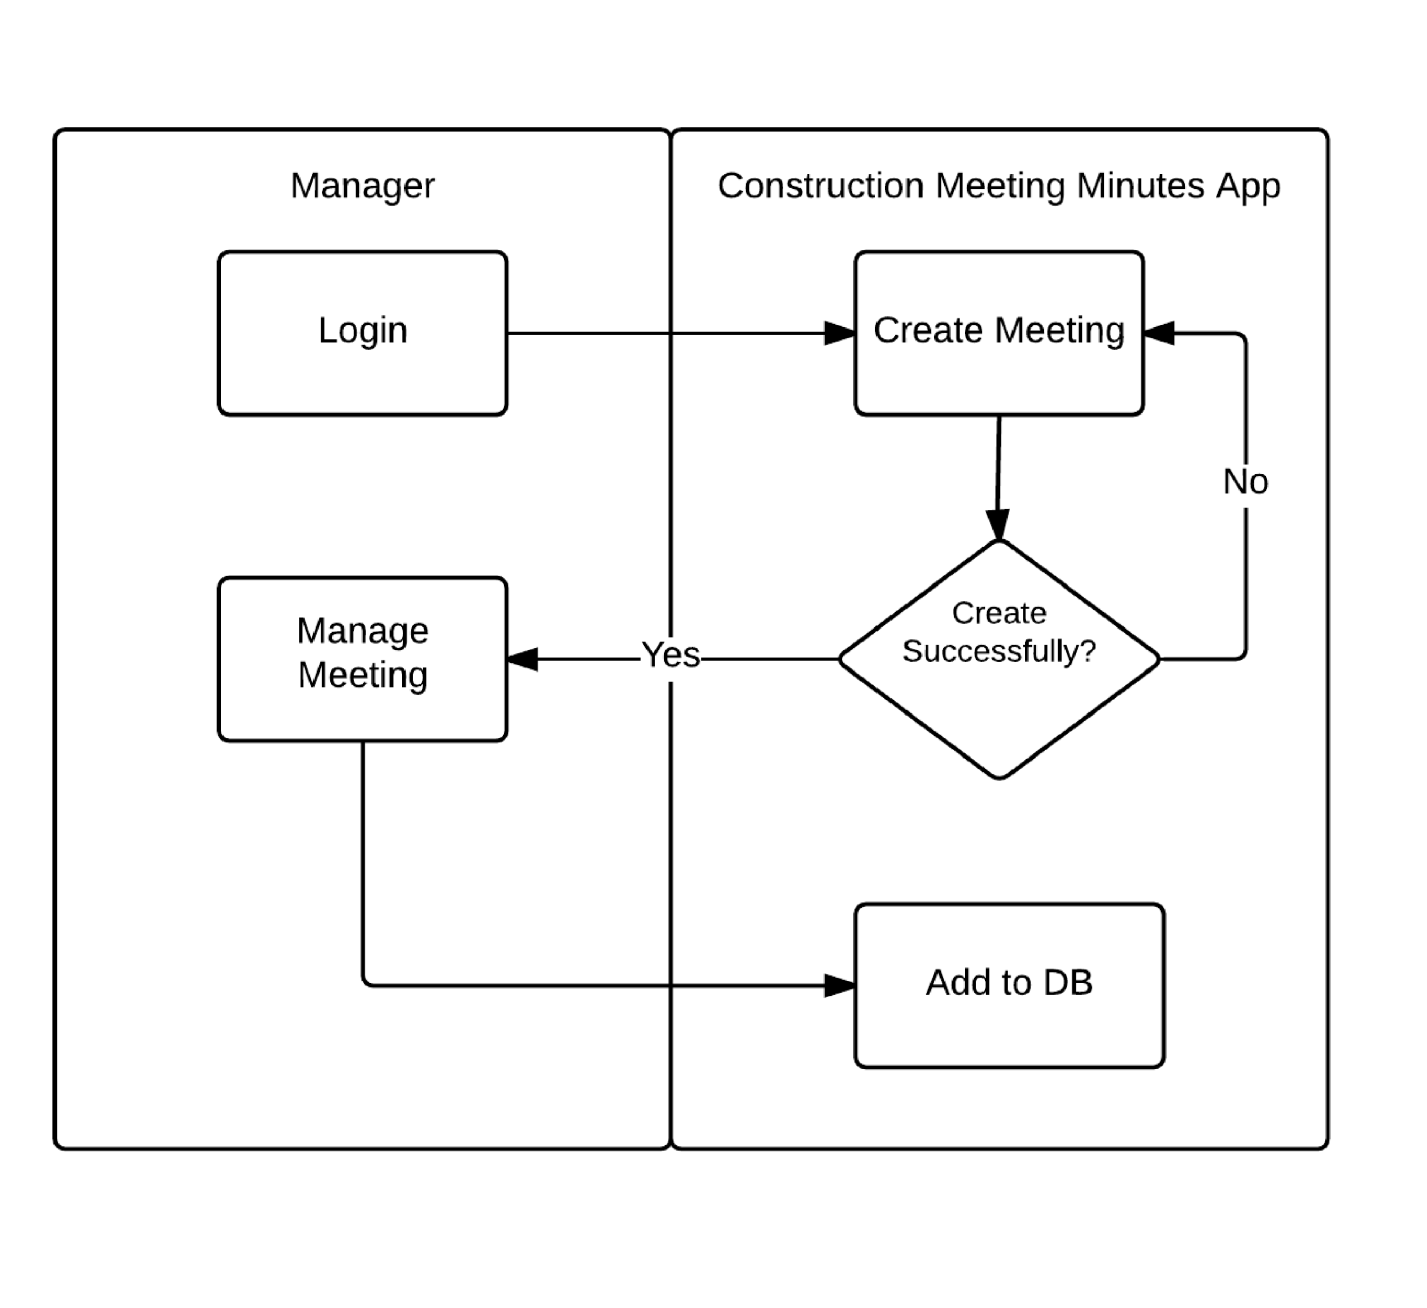 Manager
Construction Meeting Minutes App
Login
Create Meeting
No
Create
Successfully?
Yes
Manage
Meeting
Add to DB